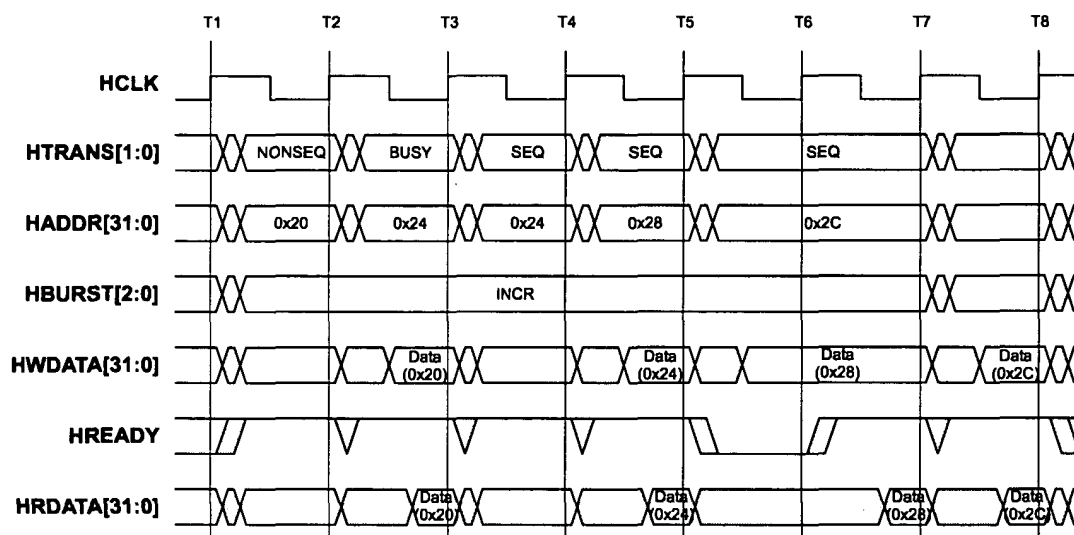 T1 T2 T3 T4 T5 T6 T7 T8
HCLK
HTRANS[1:0] NONSEQ BUSY SEQ SEQ SEQ
HADDR[31:0] 0x20 0x24 0x24 0x28 0x2C
HBURST[2:0] INCR
HWDATA[31:0] Data (0x20) Data (0x24) Data (0x28) Data (0x2C)
HREADY
HRDATA[31:0] Data (0x20) Data (0x24) Data (0x28) Data (0x2C)